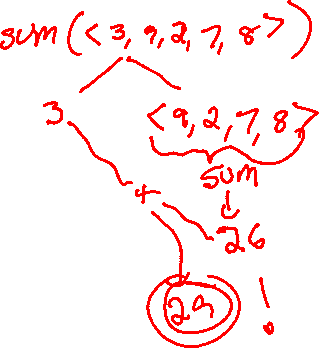 sum(<3,9,2,7,8>)
3 <9,2,7,8>
sum
+ 26
29 !